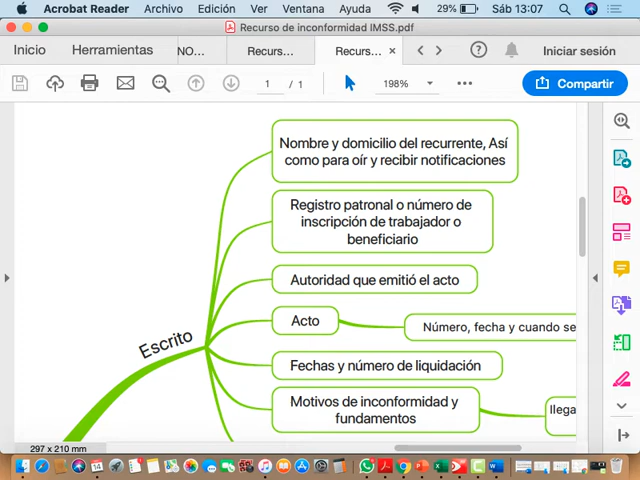 Acrobat Reader Archivo Edición Ver Ventana Ayuda 29% Sáb 13:07
Recurso de inconformidad IMSS.pdf
Inicio Herramientas NO... Recurs... Recurs... × Iniciar sesión
1 / 1 198% Compartir
Nombre y domicilio del recurrente, Así
como para oír y recibir notificaciones
Registro patronal o número de
inscripción de trabajador o
beneficiario
Autoridad que emitió el acto
Acto
Número, fecha y cuando se
Escrito
Fechas y número de liquidación
Motivos de inconformidad y
fundamentos
Ilega
297 x 210 mm